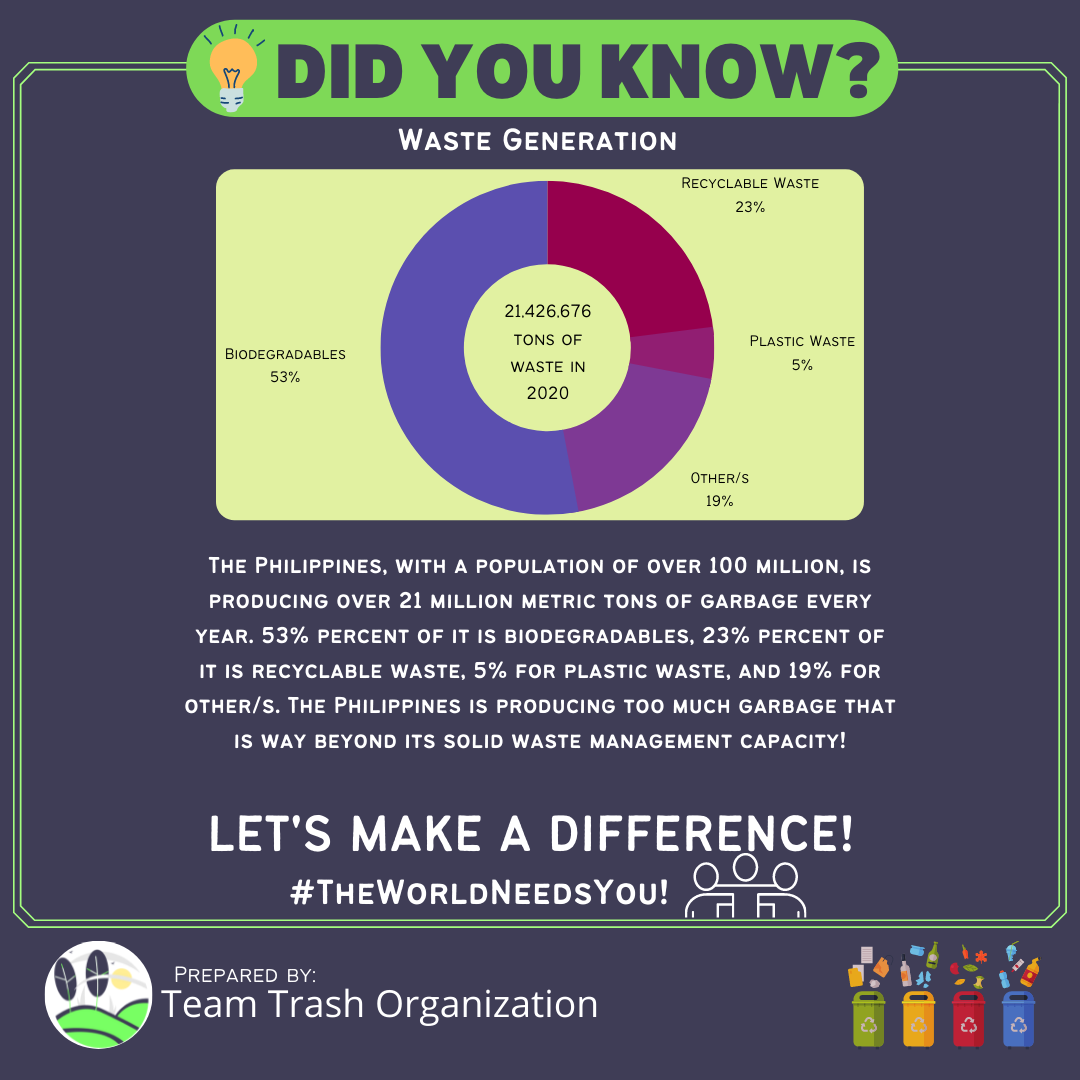 DID YOU KNOW?
Waste Generation
Recyclable Waste
23%
21,426,676
tons of
waste in
2020
Plastic Waste
5%
Biodegradables
53%
Other/s
19%
The Philippines, with a population of over 100 million, is
producing over 21 million metric tons of garbage every
year. 53% percent of it is biodegradables, 23% percent of
it is recyclable waste, 5% for plastic waste, and 19% for
other/s. The Philippines is producing too much garbage that
is way beyond its solid waste management capacity!
LET'S MAKE A DIFFERENCE!
#TheWorldNeedsYou!
Prepared by:
Team Trash Organization